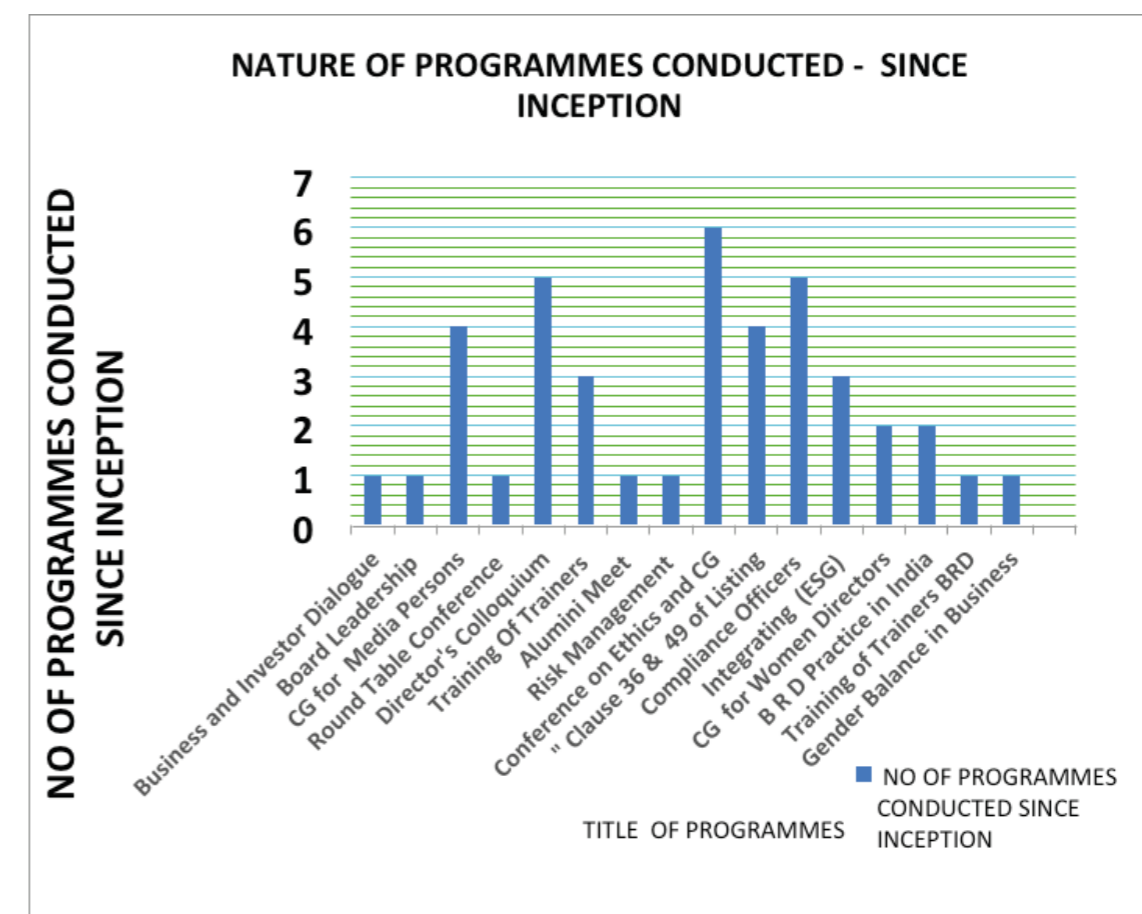 NATURE OF PROGRAMMES CONDUCTED - SINCE
INCEPTION
NO OF PROGRAMMES CONDUCTED
SINCE INCEPTION
7
6
5
4
3
2
1
0
Business and Investor Dialogue
Board Leadership
CG for Media Persons
Round Table Conference
Director's Colloquium
Training Of Trainers
Alumini Meet
Risk Management
Conference on Ethics and CG
" Clause 36 & 49 of Listing
Compliance Officers
Integrating (ESG)
CG for Women Directors
B R D Practice in India
Training of Trainers BRD
Gender Balance in Business
TITLE OF PROGRAMMES
NO OF PROGRAMMES
CONDUCTED SINCE
INCEPTION